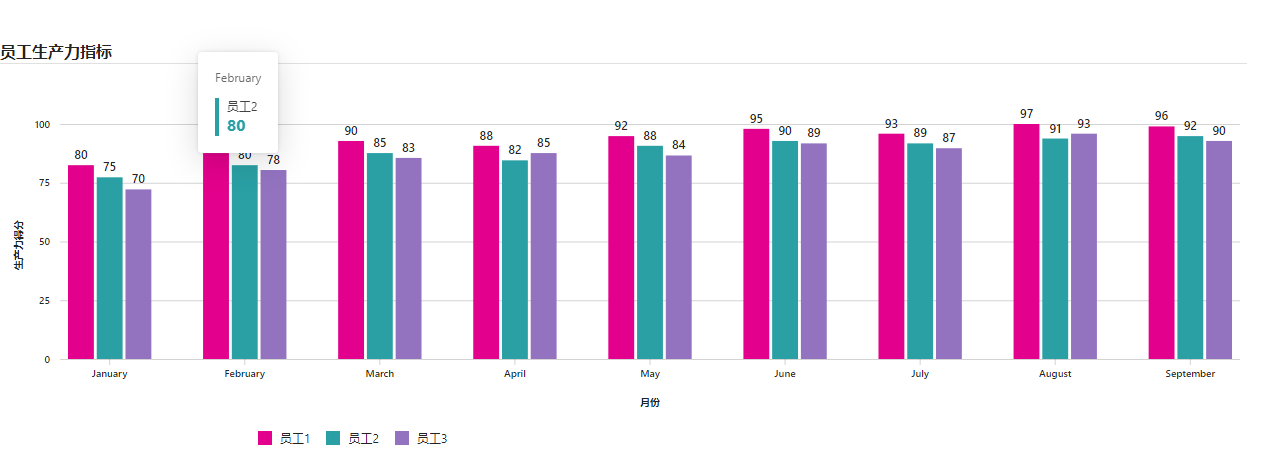 员工生产力指标
February
员工2
80
生产力得分
100
75
50
25
0
80 75 70
80 78
90 85 83
88 82 85
92 88 84
95 90 89
93 89 87
97 91 93
96 92 90
January February March April May June July August September
月份
员工1 员工2 员工3